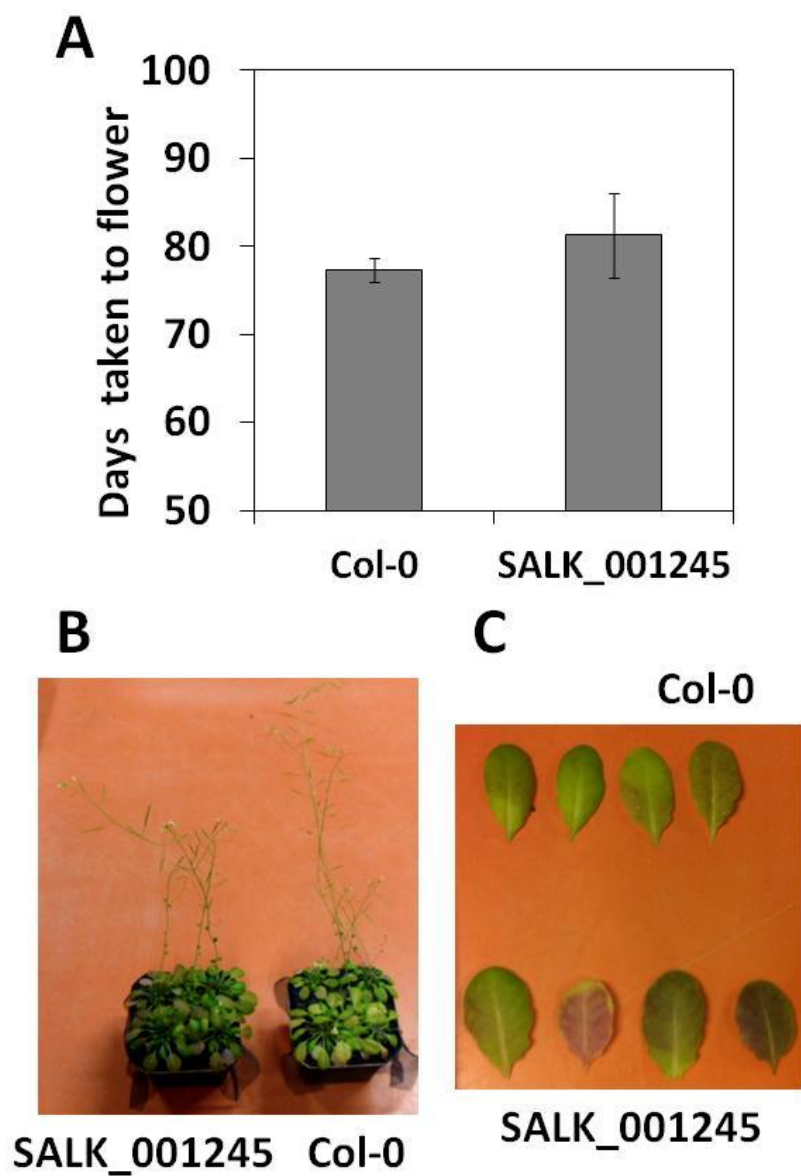 A
Days taken to flower
100
90
80
70
60
50
Col-0 SALK_001245
B
C
Col-0
SALK_001245 Col-0
SALK_001245